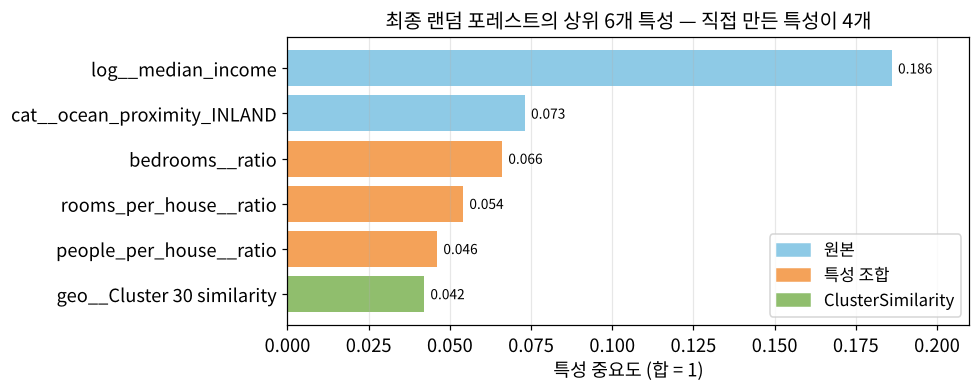 최종 랜덤 포레스트의 상위 6개 특성 — 직접 만든 특성이 4개
log__median_income
0.186
cat__ocean_proximity_INLAND
0.073
bedrooms__ratio
0.066
rooms_per_house__ratio
0.054
people_per_house__ratio
0.046
geo__Cluster 30 similarity
0.042
원본
특성 조합
ClusterSimilarity
0.000 0.025 0.050 0.075 0.100 0.125 0.150 0.175 0.200
특성 중요도 (합 = 1)